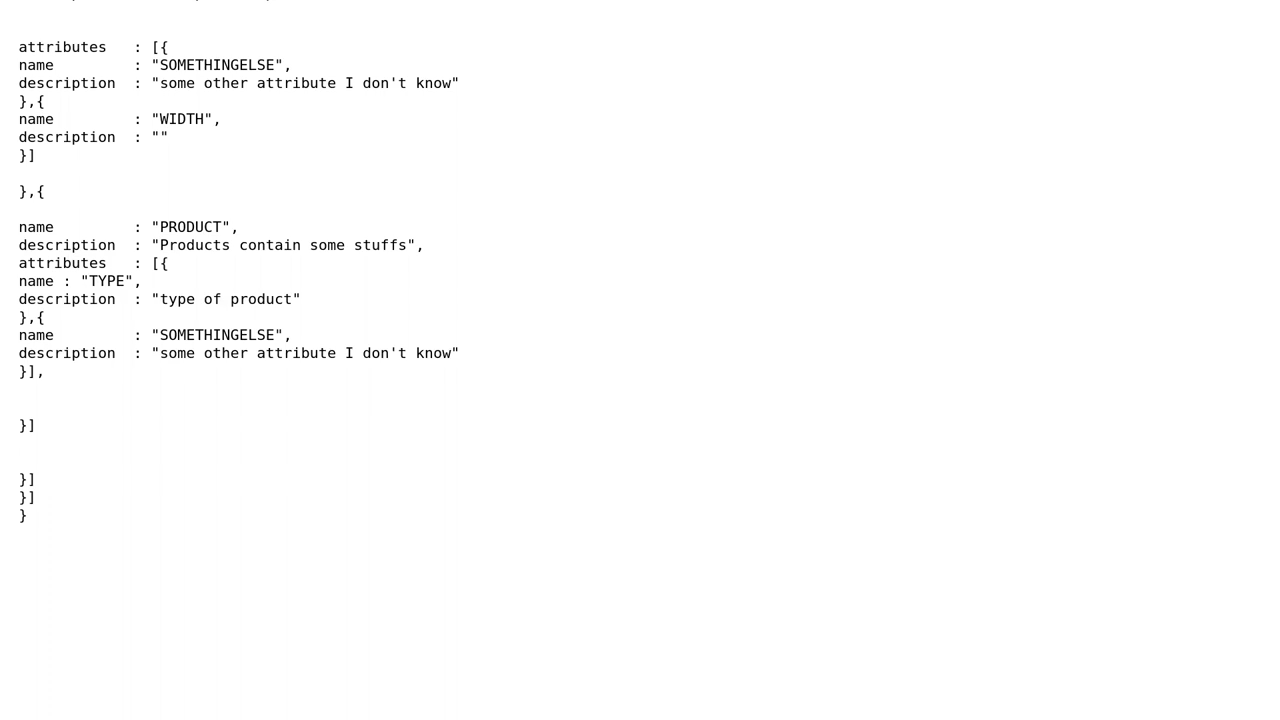 attributes   : [{
name         : "SOMETHINGELSE",
description  : "some other attribute I don't know"
},{
name         : "WIDTH",
description  : ""
}]
},{
name         : "PRODUCT",
description  : "Products contain some stuffs",
attributes   : [{
name : "TYPE",
description  : "type of product"
},{
name         : "SOMETHINGELSE",
description  : "some other attribute I don't know"
}],
}]
}]
}]
}